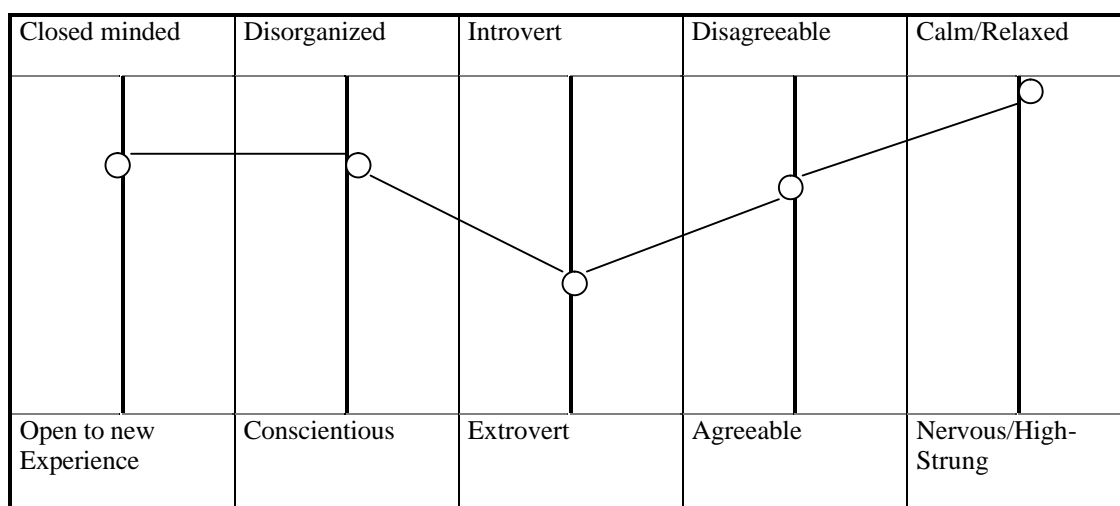 Closed minded
Disorganized
Introvert
Disagreeable
Calm/Relaxed
Open to new
Experience
Conscientious
Extrovert
Agreeable
Nervous/High-
Strung